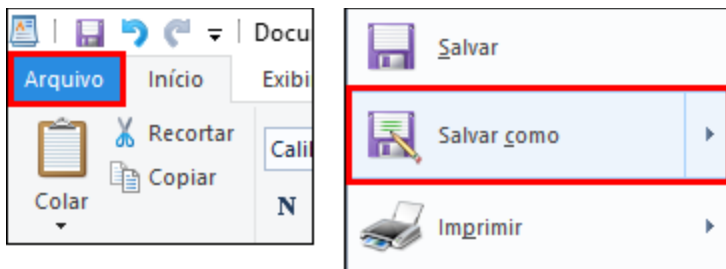 Docu
Arquivo Início Exibi
Recortar
Copiar
Colar
Cali
N
Salvar
Salvar como
Imprimir